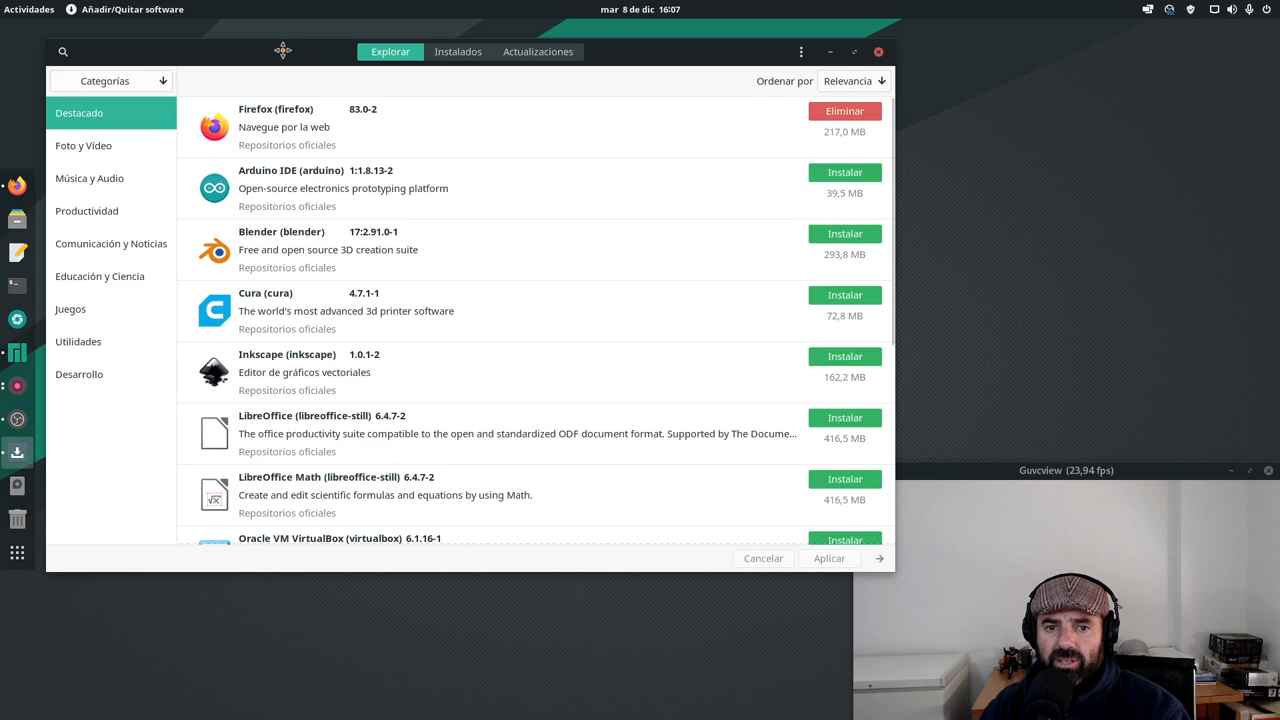 Actividades
Añadir/Quitar software
mar 8 de dic 16:07
Explorar
Instalados
Actualizaciones
Categorías
Ordenar por
Relevancia
Destacado
Foto y Vídeo
Música y Audio
Productividad
Comunicación y Noticias
Educación y Ciencia
Juegos
Utilidades
Desarrollo
Firefox (firefox) 83.0-2
Navegue por la web
Repositorios oficiales
Eliminar
217,0 MB
Arduino IDE (arduino) 1:1.8.13-2
Open-source electronics prototyping platform
Repositorios oficiales
Instalar
39,5 MB
Blender (blender) 17:2.91.0-1
Free and open source 3D creation suite
Repositorios oficiales
Instalar
293,8 MB
Cura (cura) 4.7.1-1
The world's most advanced 3d printer software
Repositorios oficiales
Instalar
72,8 MB
Inkscape (inkscape) 1.0.1-2
Editor de gráficos vectoriales
Repositorios oficiales
Instalar
162,2 MB
LibreOffice (libreoffice-still) 6.4.7-2
The office productivity suite compatible to the open and standardized ODF document format. Supported by The Docume...
Repositorios oficiales
Instalar
416,5 MB
LibreOffice Math (libreoffice-still) 6.4.7-2
Create and edit scientific formulas and equations by using Math.
Repositorios oficiales
Instalar
416,5 MB
Oracle VM VirtualBox (virtualbox) 6.1.16-1
Instalar
Cancelar
Aplicar
Guvcview (23,94 fps)